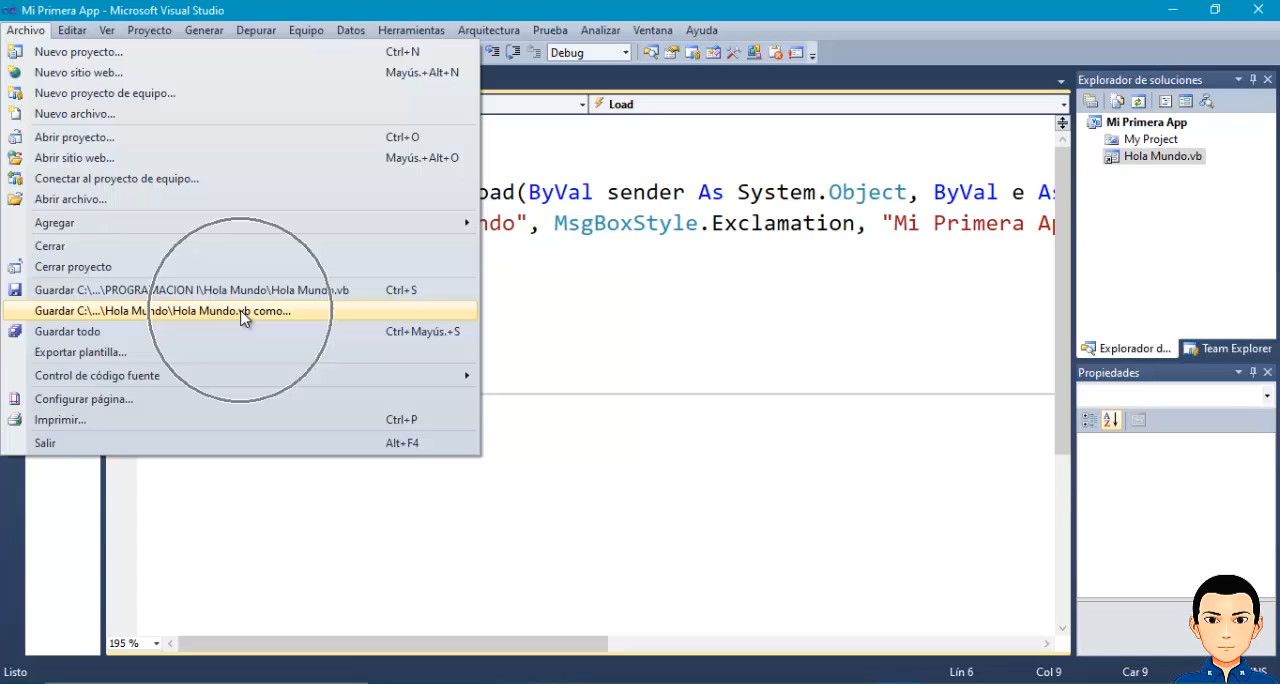 Mi Primera App - Microsoft Visual Studio
Archivo Editar Ver Proyecto Generar Depurar Equipo Datos Herramientas Arquitectura Prueba Analizar Ventana Ayuda
Nuevo proyecto... Ctrl+N
Nuevo sitio web... Mayús.+Alt+N
Nuevo proyecto de equipo...
Nuevo archivo...
Abrir proyecto... Ctrl+O
Abrir sitio web... Mayús.+Alt+O
Conectar al proyecto de equipo...
Abrir archivo...
Agregar
Cerrar
Cerrar proyecto
Guardar C:\...\PROGRAMACION I\Hola Mundo\Hola Mundo.vb Ctrl+S
Guardar C:\...\Hola Mundo\Hola Mundo.vb como...
Guardar todo Ctrl+Mayús.+S
Exportar plantilla...
Control de código fuente
Configurar página...
Imprimir... Ctrl+P
Salir Alt+F4
Debug
Load
oad(ByVal sender As System.Object, ByVal e As
ndo", MsgBoxStyle.Exclamation, "Mi Primera Ap
195 %
Explorador de soluciones
Mi Primera App
My Project
Hola Mundo.vb
Explorador d... Team Explorer
Propiedades
Listo Lín 6 Col 9 Car 9 INS